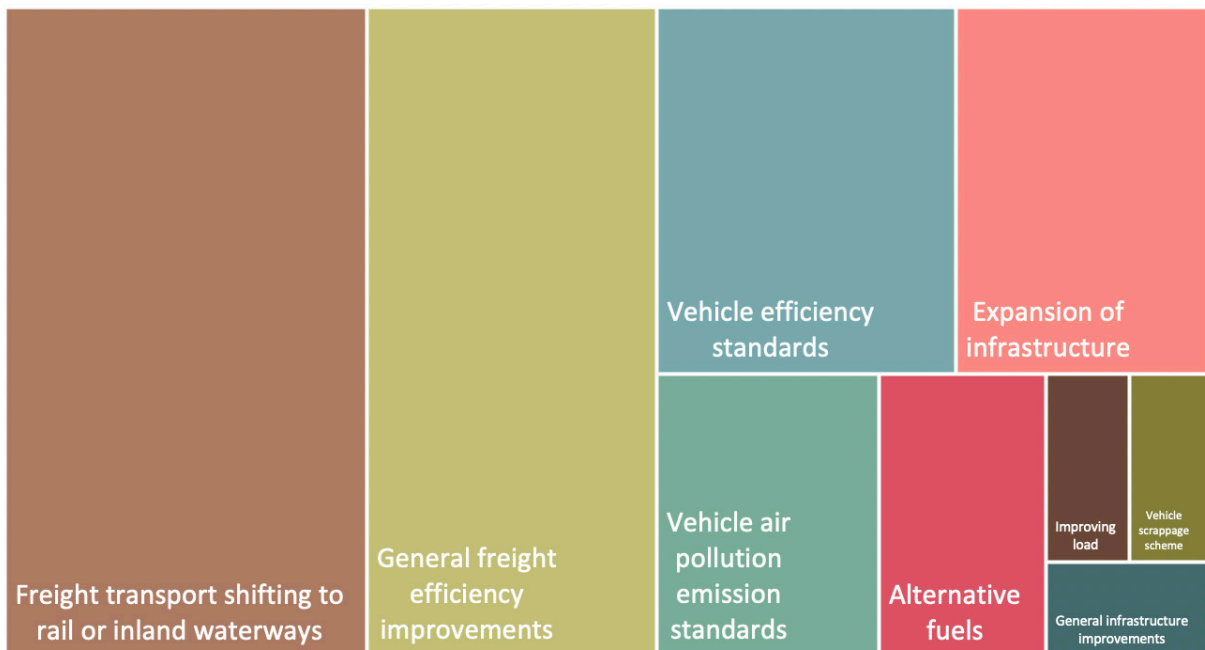 Freight transport shifting to
rail or inland waterways
General freight
efficiency
improvements
Vehicle efficiency
standards
Expansion of
infrastructure
Vehicle air
pollution
emission
standards
Alternative
fuels
Improving
load
Vehicle
scrappage
scheme
General infrastructure
improvements